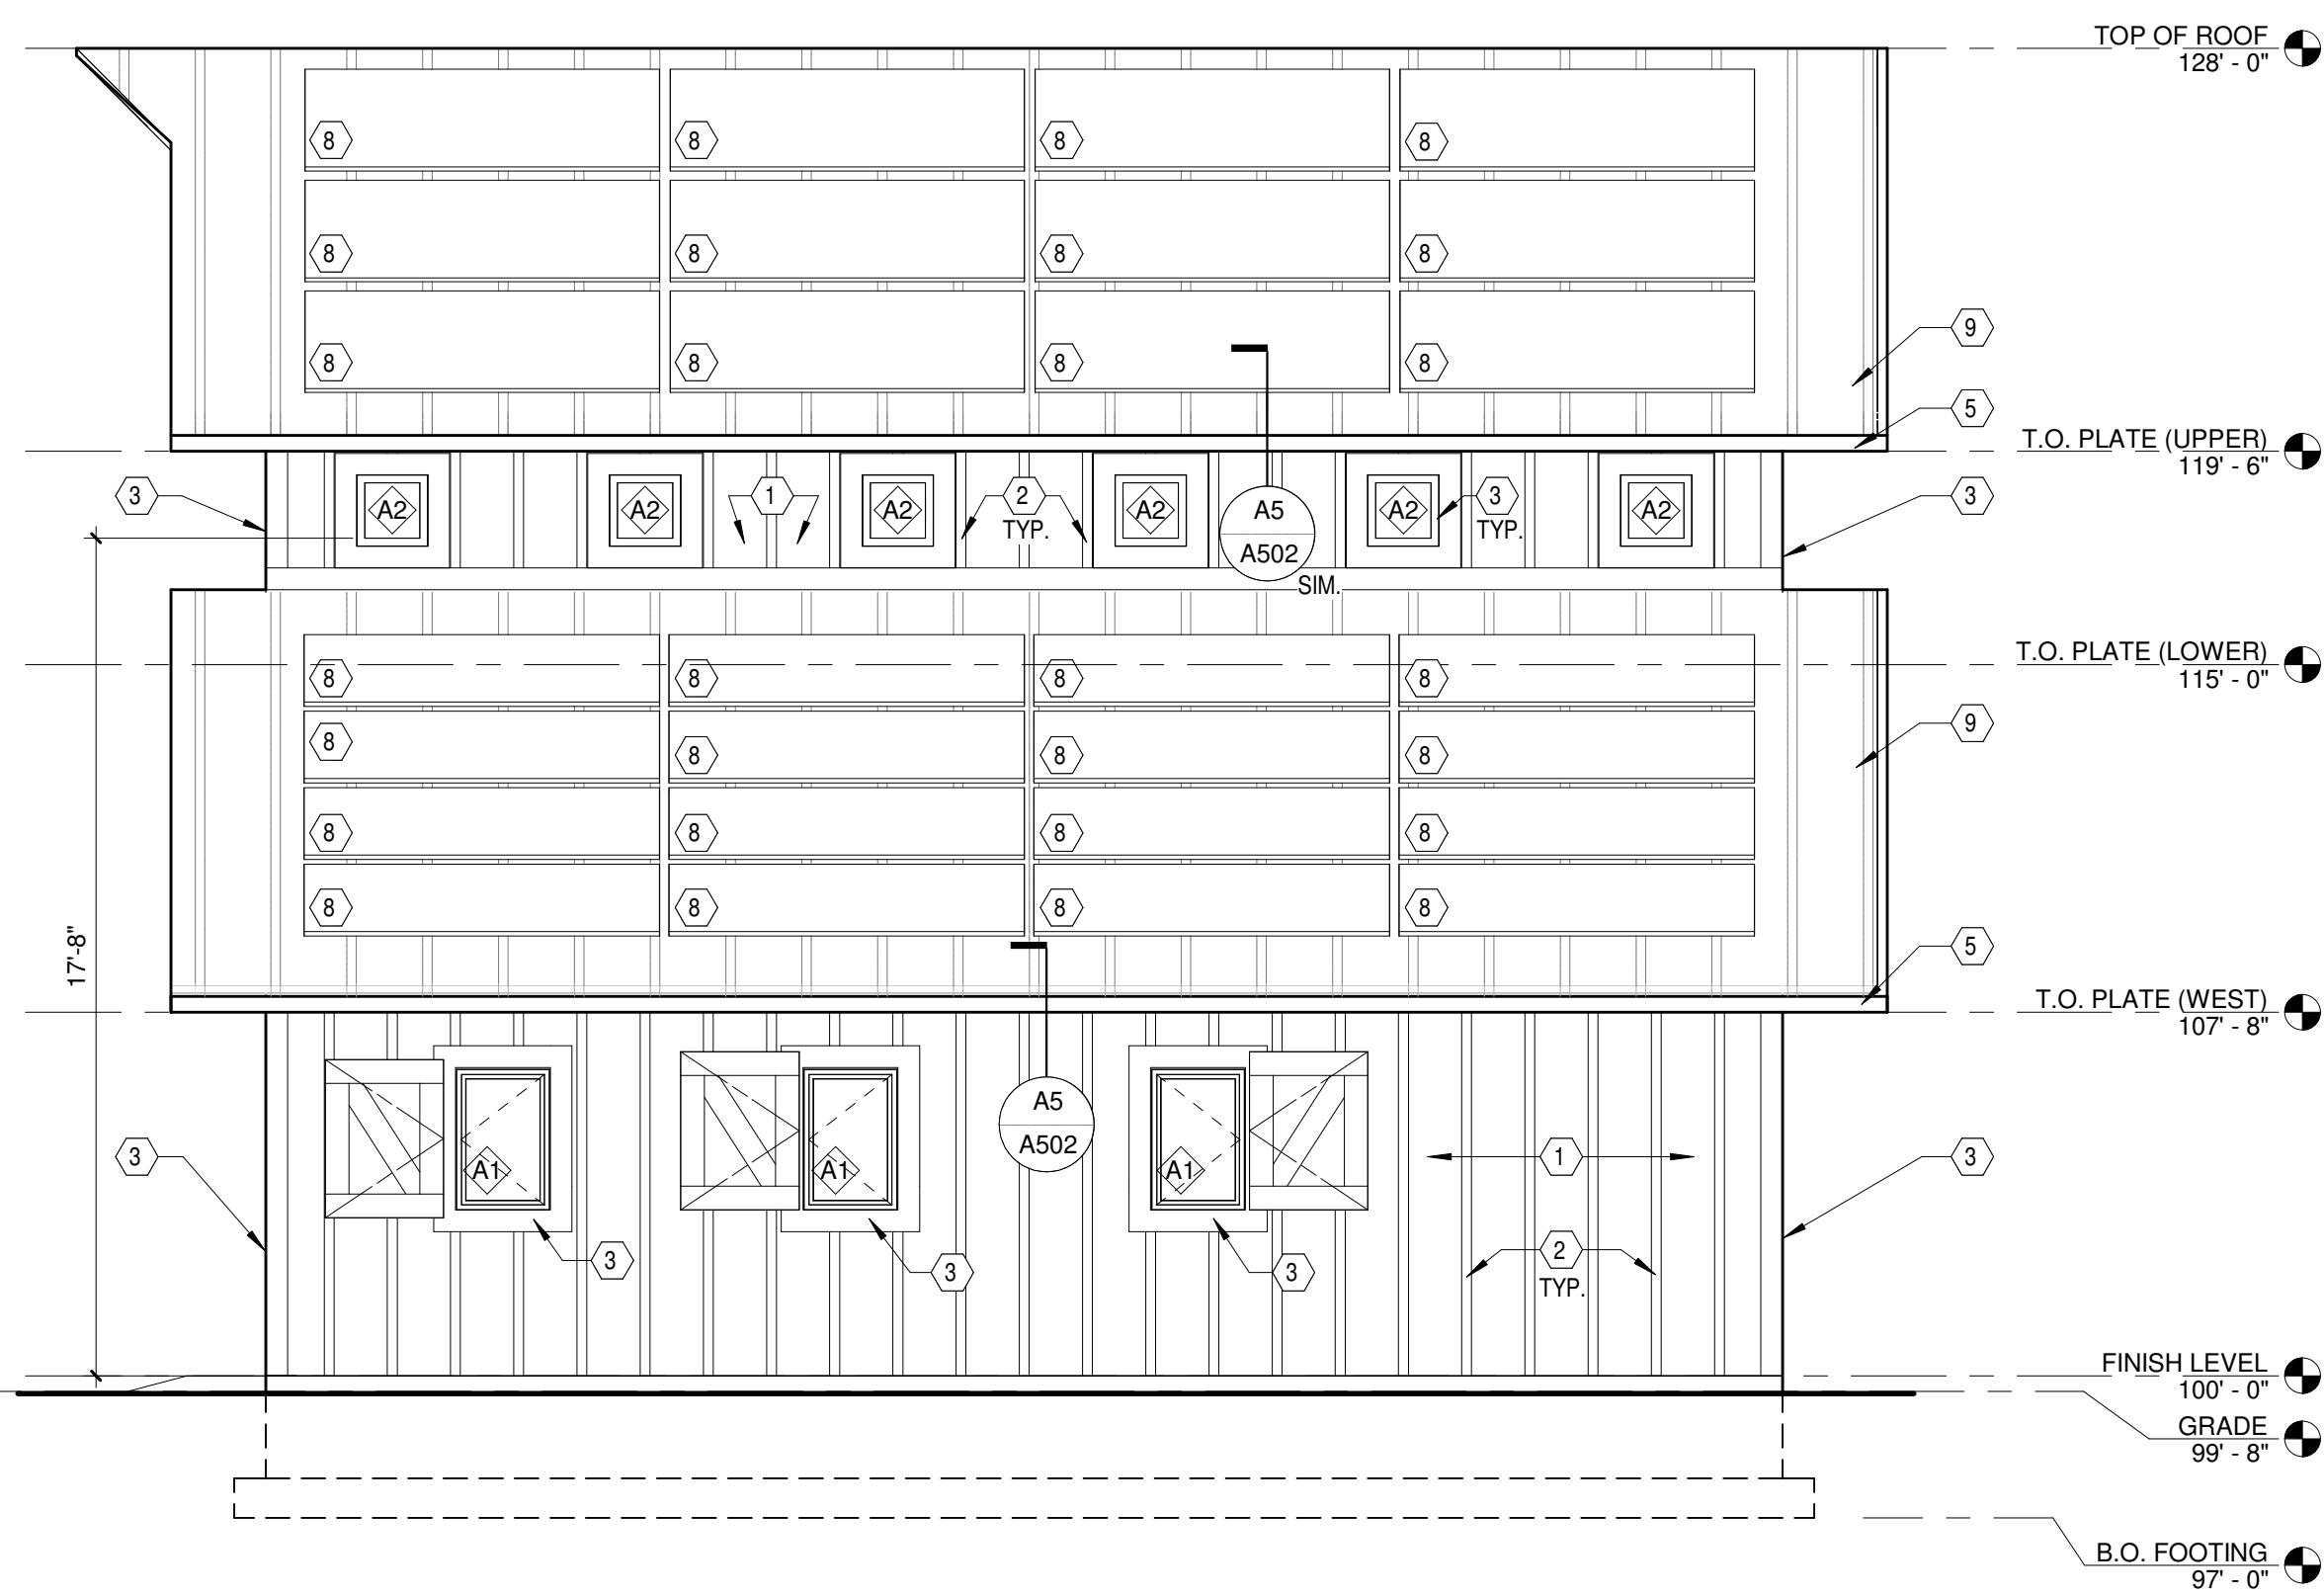 TOP OF ROOF
128' - 0"
8 8 8 8
8 8 8 8
9
8 8 8 8
5
T.O. PLATE (UPPER)
119' - 6"
3 A2 A2 1 A2 2 A2 A5 A2 3 A2 3
TYP. TYP.
A502
SIM.
T.O. PLATE (LOWER)
115' - 0"
8 8 8 8
9
8 8 8 8
8 8 8 8
8 8 8 8
17'-8"
5
T.O. PLATE (WEST)
107' - 8"
A5
A502
3 A1 A1 A1 1 3
3 3 3 2
TYP.
FINISH LEVEL
100' - 0"
GRADE
99' - 8"
B.O. FOOTING
97' - 0"